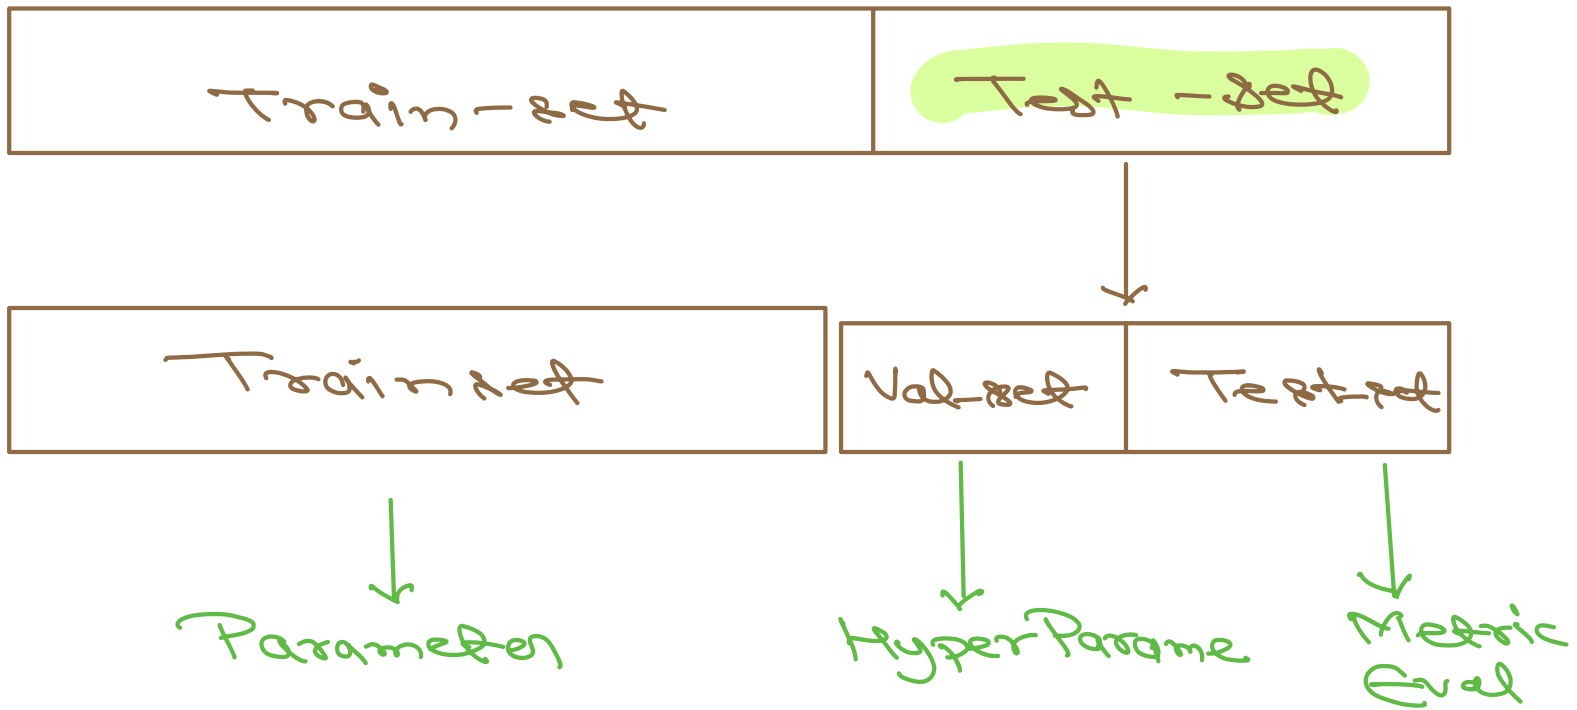 Train-set
Test-set
Train set
Val-set
Test-set
Parameter
HyperParame
Metric
Eval